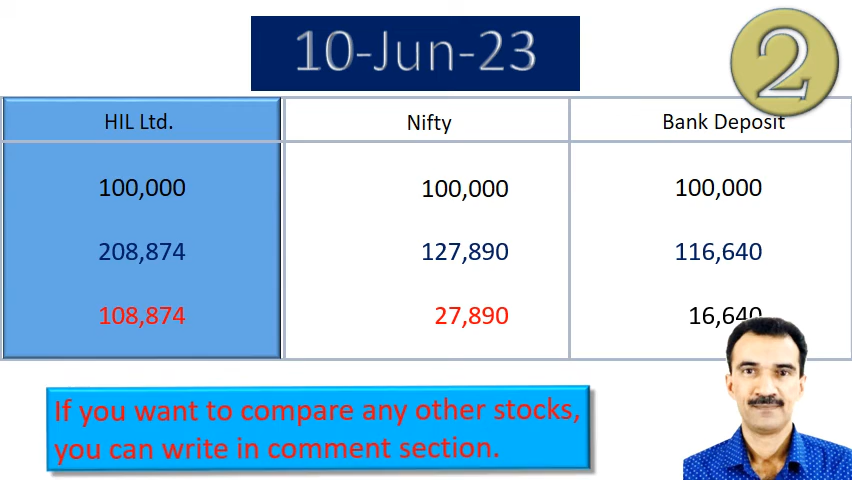 10-Jun-23
2
HIL Ltd. Nifty Bank Deposit
100,000 100,000 100,000
208,874 127,890 116,640
108,874 27,890 16,640
If you want to compare any other stocks,
you can write in comment section.